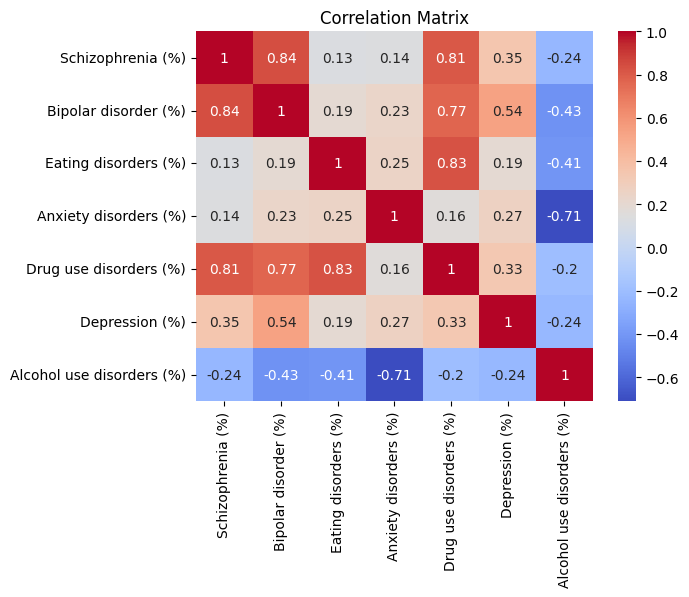 Correlation Matrix
Schizophrenia (%) 1 0.84 0.13 0.14 0.81 0.35 -0.24
Bipolar disorder (%) 0.84 1 0.19 0.23 0.77 0.54 -0.43
Eating disorders (%) 0.13 0.19 1 0.25 0.83 0.19 -0.41
Anxiety disorders (%) 0.14 0.23 0.25 1 0.16 0.27 -0.71
Drug use disorders (%) 0.81 0.77 0.83 0.16 1 0.33 -0.2
Depression (%) 0.35 0.54 0.19 0.27 0.33 1 -0.24
Alcohol use disorders (%) -0.24 -0.43 -0.41 -0.71 -0.2 -0.24 1
Schizophrenia (%)
Bipolar disorder (%)
Eating disorders (%)
Anxiety disorders (%)
Drug use disorders (%)
Depression (%)
Alcohol use disorders (%)
1.0
0.8
0.6
0.4
0.2
0.0
−0.2
−0.4
−0.6